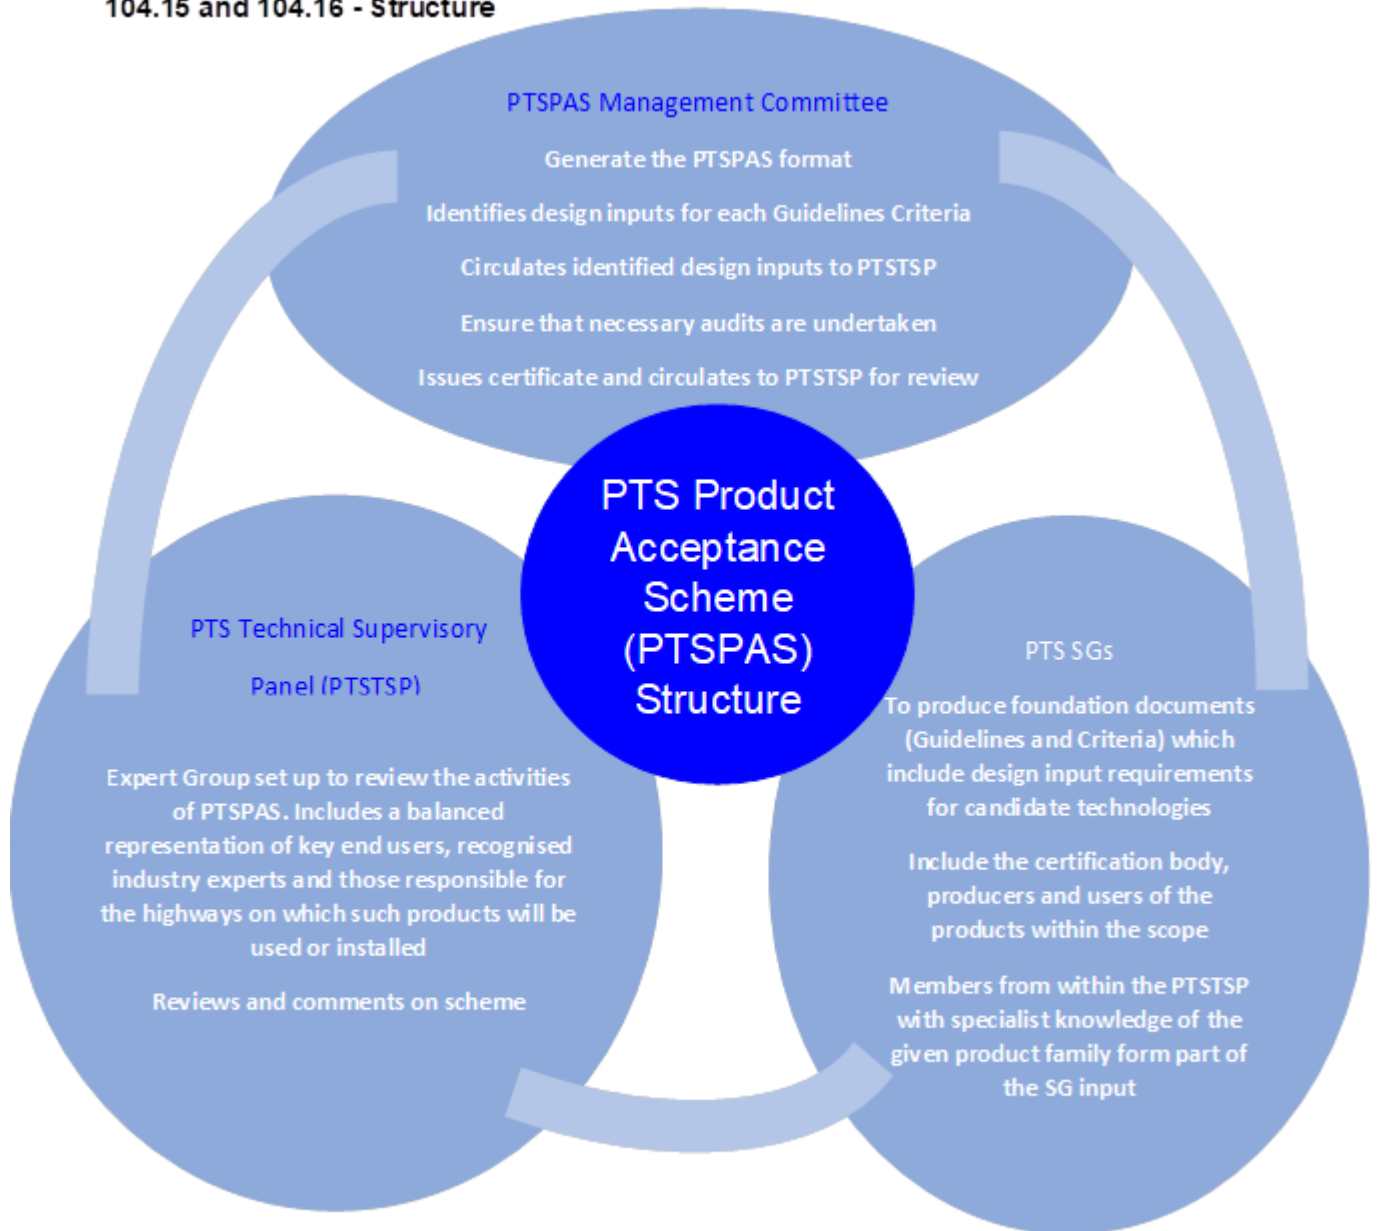 104.15 and 104.16 - Structure
PTSPAS Management Committee
Generate the PTSPAS format
Identifies design inputs for each Guidelines Criteria
Circulates identified design inputs to PTSTSP
Ensure that necessary audits are undertaken
Issues certificate and circulates to PTSTSP for review
PTS Product
Acceptance
Scheme
(PTSPAS)
Structure
PTS Technical Supervisory
Panel (PTSTSP)
Expert Group set up to review the activities
of PTSPAS. Includes a balanced
representation of key end users, recognised
industry experts and those responsible for
the highways on which such products will be
used or installed
Reviews and comments on scheme
PTS SGs
To produce foundation documents
(Guidelines and Criteria) which
include design input requirements
for candidate technologies
Include the certification body,
producers and users of the
products within the scope
Members from within the PTSTSP
with specialist knowledge of the
given product family form part of
the SG input